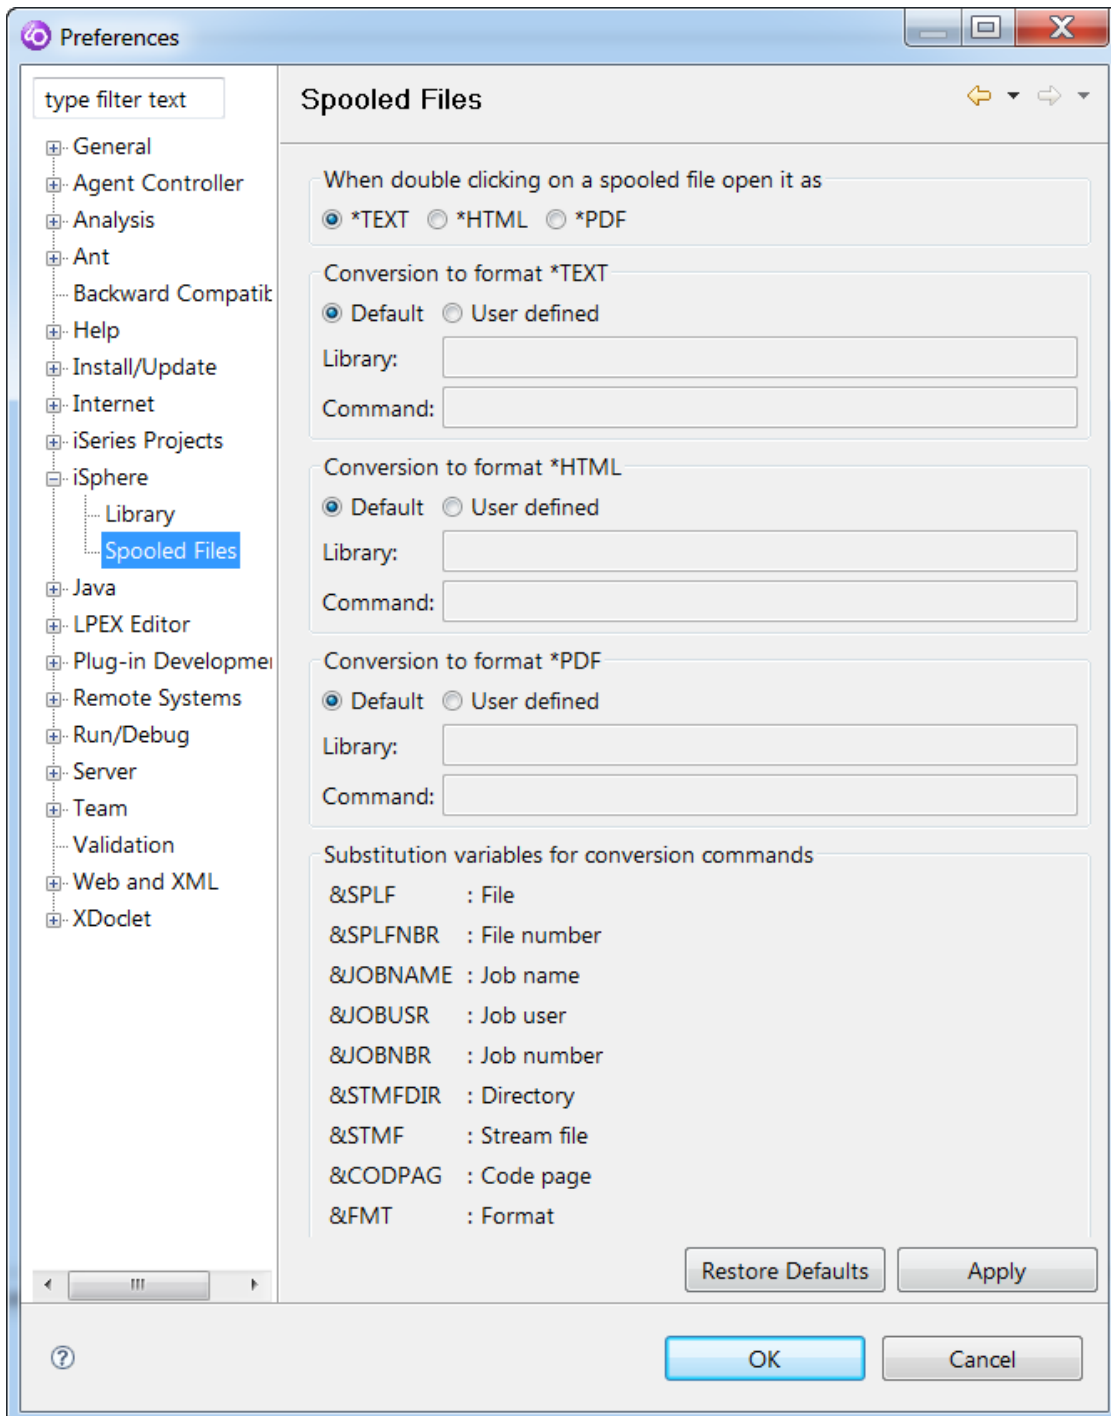 Preferences
type filter text
General
Agent Controller
Analysis
Ant
Backward Compatib
Help
Install/Update
Internet
iSeries Projects
iSphere
Library
Spooled Files
Java
LPEX Editor
Plug-in Developmer
Remote Systems
Run/Debug
Server
Team
Validation
Web and XML
XDoclet
Spooled Files
When double clicking on a spooled file open it as
*TEXT *HTML *PDF
Conversion to format *TEXT
Default User defined
Library:
Command:
Conversion to format *HTML
Default User defined
Library:
Command:
Conversion to format *PDF
Default User defined
Library:
Command:
Substitution variables for conversion commands
&SPLF : File
&SPLFNBR : File number
&JOBNAME : Job name
&JOBUSR : Job user
&JOBNBR : Job number
&STMFDIR : Directory
&STMF : Stream file
&CODPAG : Code page
&FMT : Format
Restore Defaults Apply
OK Cancel